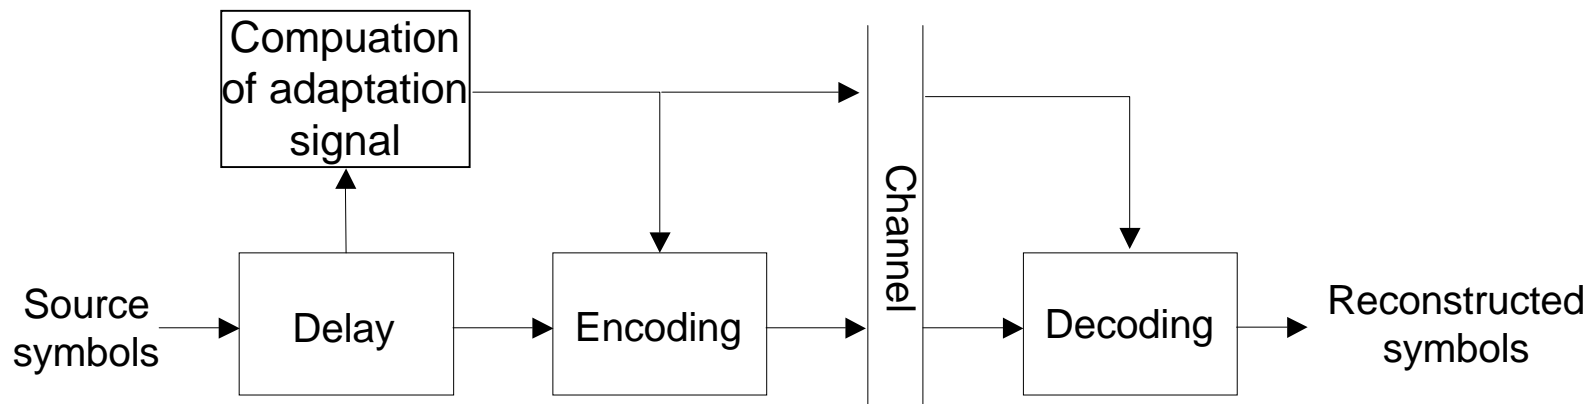 Compuation
of adaptation
signal
Channel
Source
symbols
Delay
Encoding
Decoding
Reconstructed
symbols